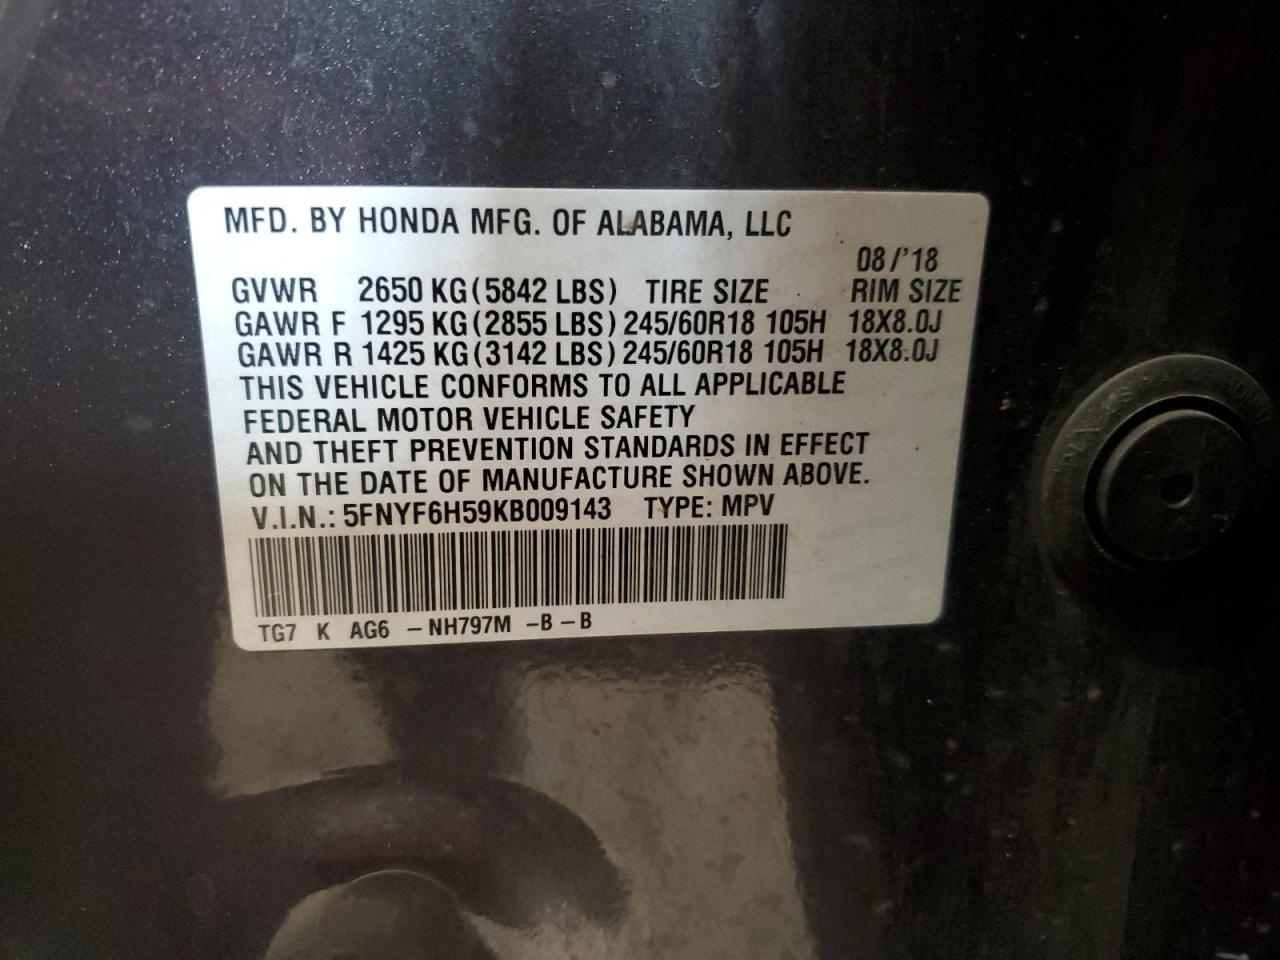 MFD. BY HONDA MFG. OF ALABAMA, LLC
08/'18
GVWR 2650 KG (5842 LBS) TIRE SIZE RIM SIZE
GAWR F 1295 KG (2855 LBS) 245/60R18 105H 18X8.0J
GAWR R 1425 KG (3142 LBS) 245/60R18 105H 18X8.0J
THIS VEHICLE CONFORMS TO ALL APPLICABLE
FEDERAL MOTOR VEHICLE SAFETY
AND THEFT PREVENTION STANDARDS IN EFFECT
ON THE DATE OF MANUFACTURE SHOWN ABOVE.
V.I.N.: 5FNYF6H59KB009143 TYPE: MPV
TG7 K AG6 -NH797M -B -B